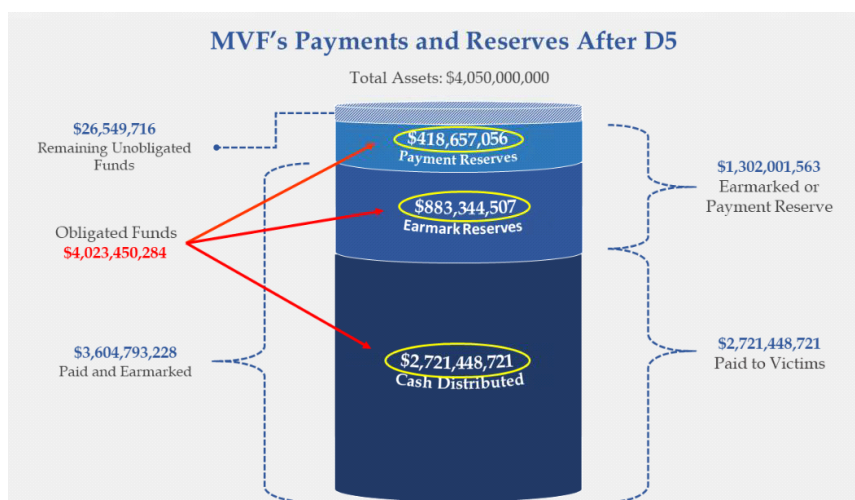 MVF's Payments and Reserves After D5
Total Assets: $4,050,000,000
$26,549,716
Remaining Unobligated
Funds
$418,657,056
Payment Reserves
$1,302,001,563
Earmarked or
Payment Reserve
$883,344,507
Earmark Reserves
Obligated Funds
$4,023,450,284
$3,604,793,228
Paid and Earmarked
$2,721,448,721
Cash Distributed
$2,721,448,721
Paid to Victims